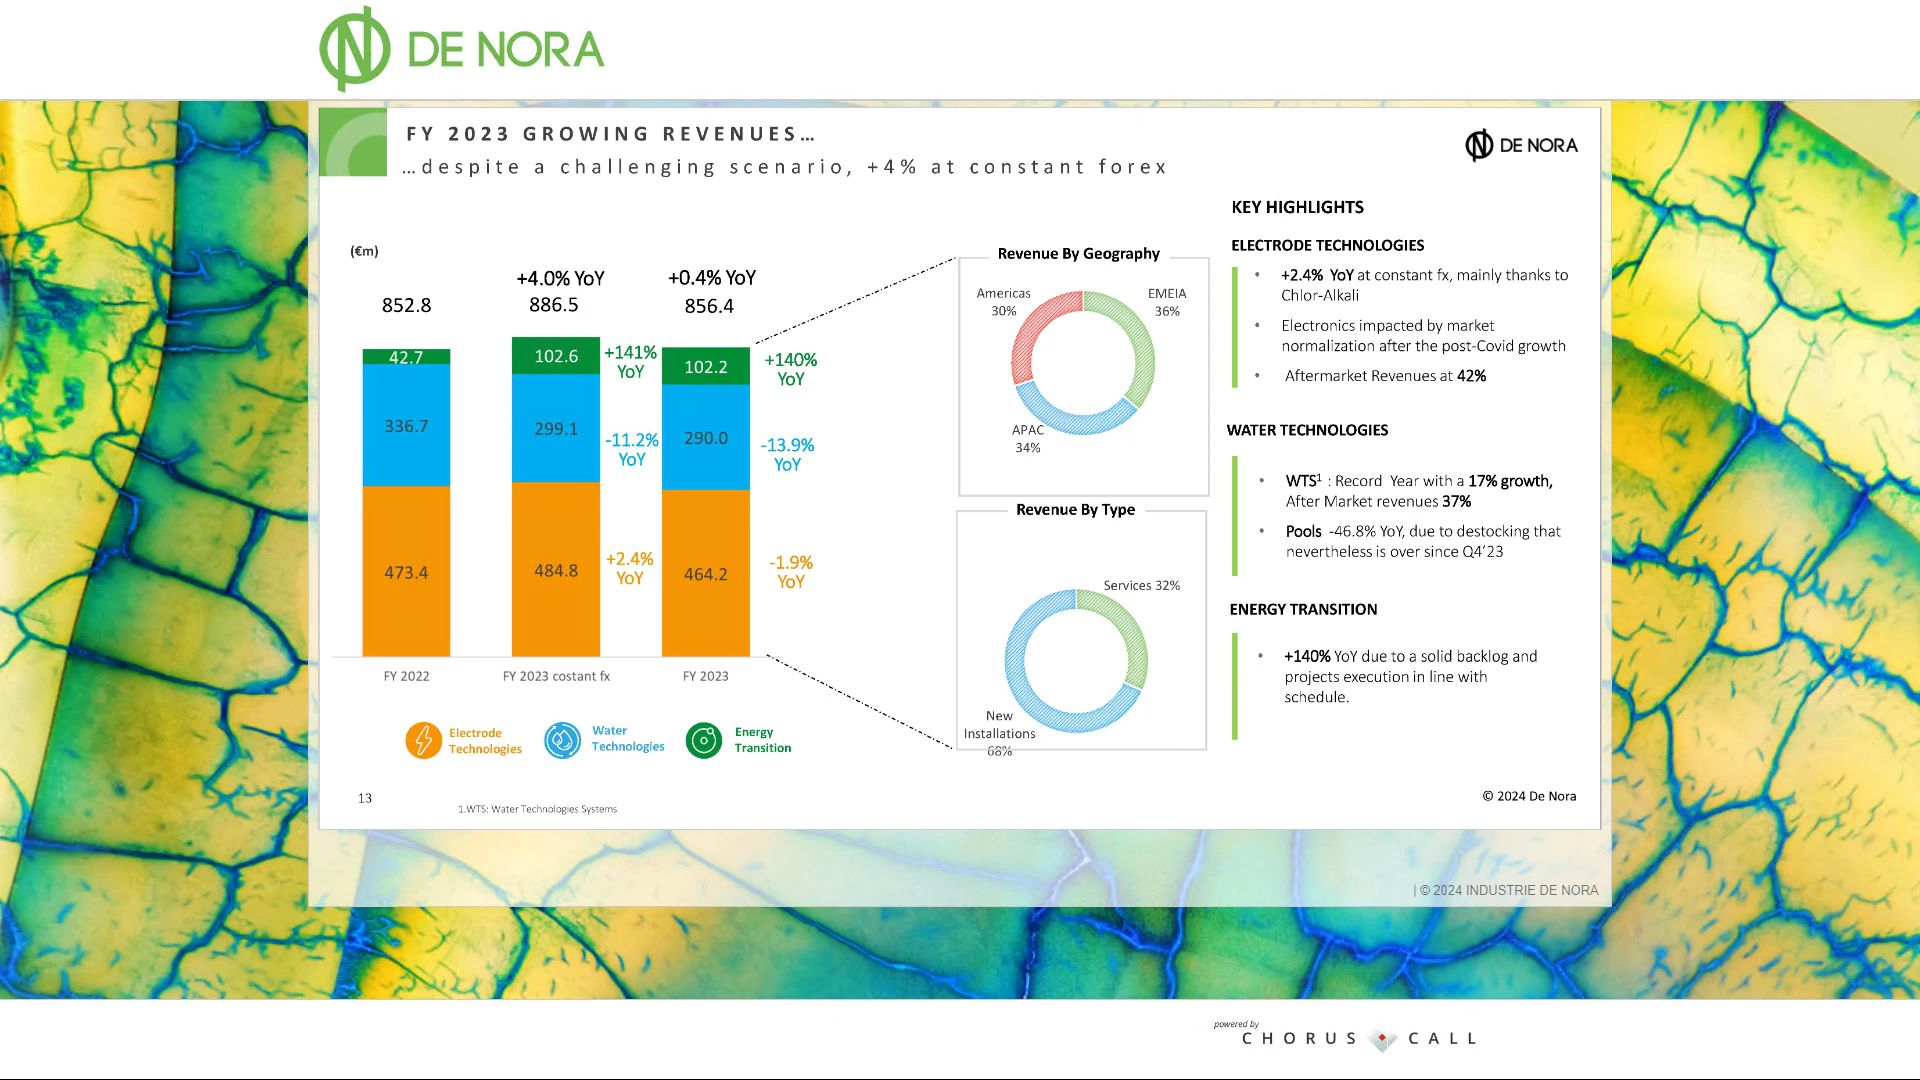 DE NORA
FY 2023 GROWING REVENUES…
…despite a challenging scenario, +4% at constant forex
DE NORA
(€m)
852.8
+4.0% YoY
886.5
+0.4% YoY
856.4
42.7
336.7
473.4
102.6
299.1
484.8
+141%
YoY
-11.2%
YoY
+2.4%
YoY
102.2
290.0
464.2
+140%
YoY
-13.9%
YoY
-1.9%
YoY
FY 2022
FY 2023 costant fx
FY 2023
Electrode
Technologies
Water
Technologies
Energy
Transition
Revenue By Geography
Americas
30%
EMEIA
36%
APAC
34%
Revenue By Type
Services 32%
New
Installations
68%
KEY HIGHLIGHTS
ELECTRODE TECHNOLOGIES
• +2.4% YoY at constant fx, mainly thanks to
Chlor-Alkali
• Electronics impacted by market
normalization after the post-Covid growth
• Aftermarket Revenues at 42%
WATER TECHNOLOGIES
• WTS¹ : Record Year with a 17% growth,
After Market revenues 37%
• Pools -46.8% YoY, due to destocking that
nevertheless is over since Q4’23
ENERGY TRANSITION
• +140% YoY due to a solid backlog and
projects execution in line with
schedule.
13
1.WTS: Water Technologies Systems
© 2024 De Nora
| © 2024 INDUSTRIE DE NORA
powered by
CHORUS CALL